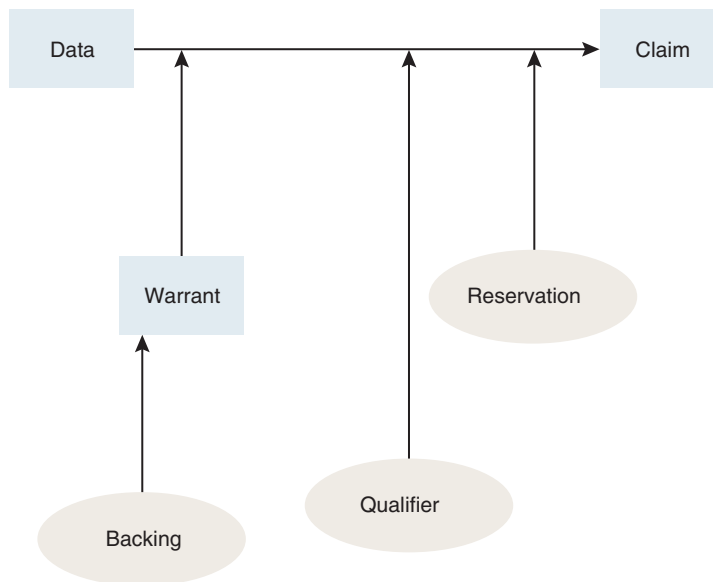 Data
Claim
Warrant
Reservation
Qualifier
Backing